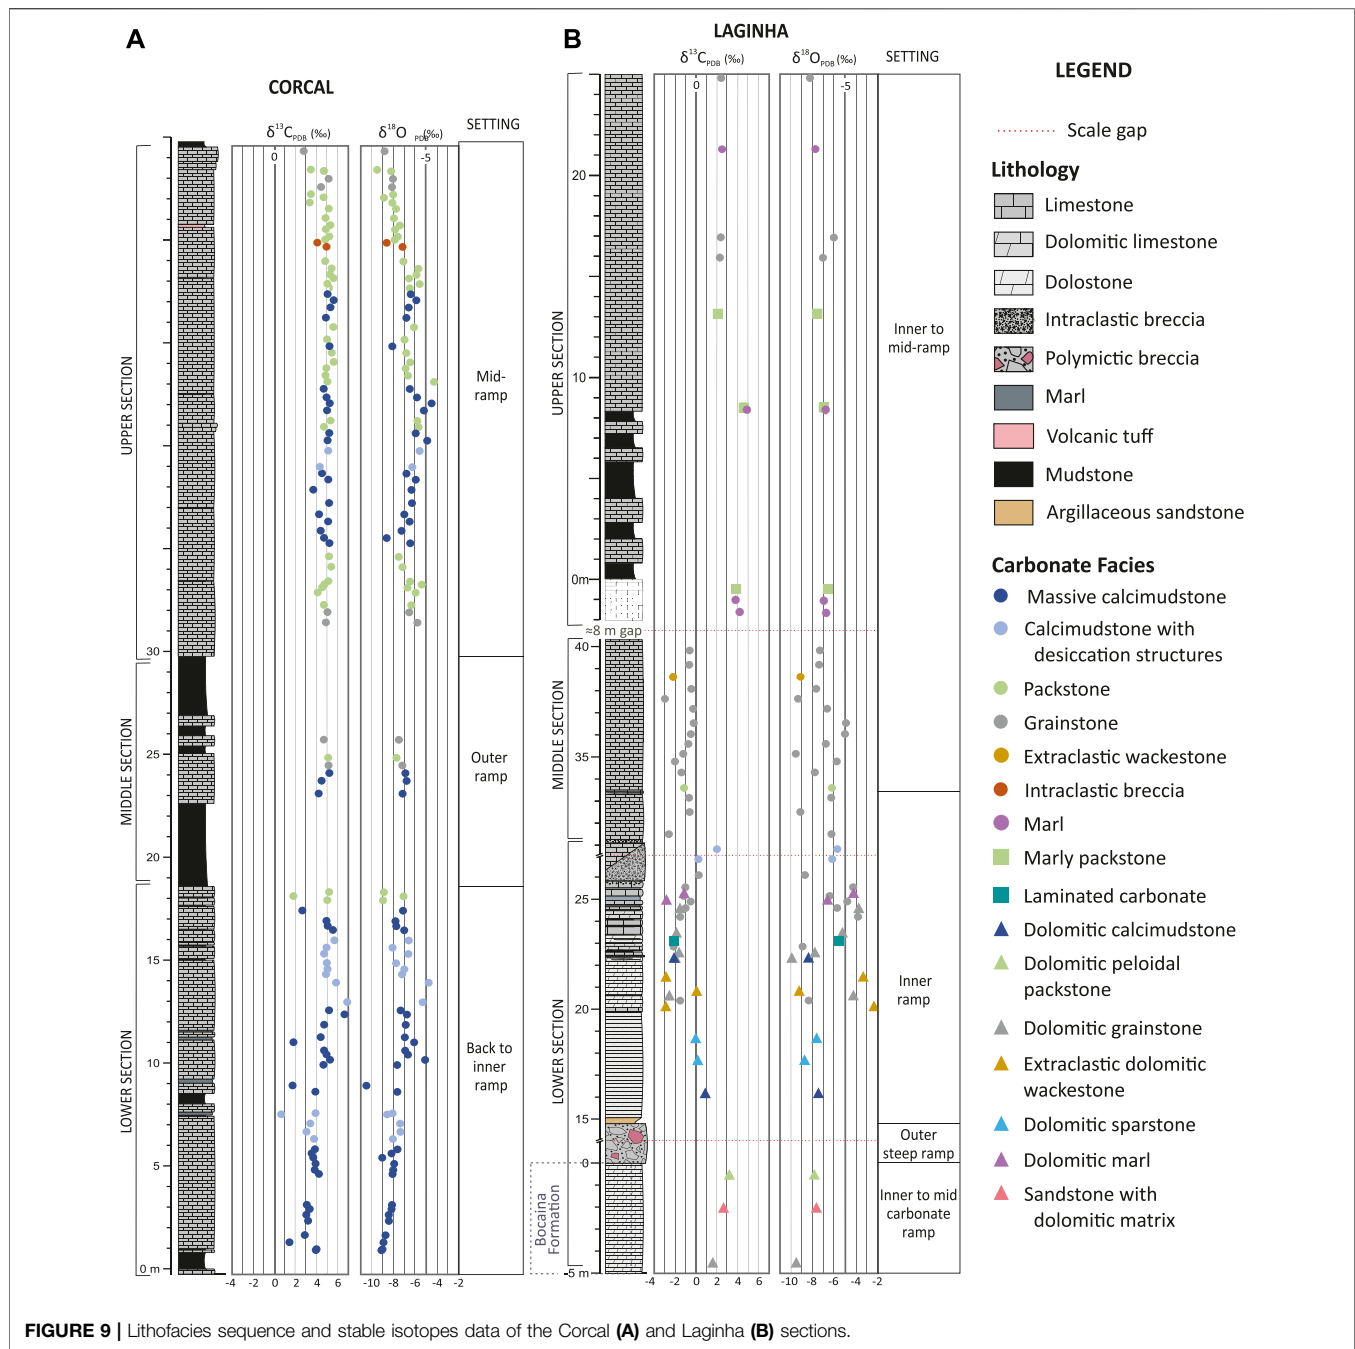 A
CORCAL
δ13CPDB (‰)
δ18O PDB(‰)
SETTING
0
-5
UPPER SECTION
MIDDLE SECTION
LOWER SECTION
30
25
20
15
10
5
0 m
Mid-
ramp
Outer
ramp
Back to
inner
ramp
-4 -2 0 2 4 6
-10 -8 -6 -4 -2
B
LAGINHA
δ13CPDB (‰)
δ18OPDB (‰)
SETTING
0
-5
UPPER SECTION
MIDDLE SECTION
LOWER SECTION
Bocaina
Formation
20
10
0m
≈8 m gap
40
35
25
20
15
0
-5 m
Inner to
mid-ramp
Inner
ramp
Outer
steep ramp
Inner to mid
carbonate
ramp
-4 -2 0 2 4 6
-10 -8 -6 -4 -2
LEGEND
Scale gap
Lithology
Limestone
Dolomitic limestone
Dolostone
Intraclastic breccia
Polymictic breccia
Marl
Volcanic tuff
Mudstone
Argillaceous sandstone
Carbonate Facies
Massive calcimudstone
Calcimudstone with
desiccation structures
Packstone
Grainstone
Extraclastic wackestone
Intraclastic breccia
Marl
Marly packstone
Laminated carbonate
Dolomitic calcimudstone
Dolomitic peloidal
packstone
Dolomitic grainstone
Extraclastic dolomitic
wackestone
Dolomitic sparstone
Dolomitic marl
Sandstone with
dolomitic matrix
FIGURE 9 | Lithofacies sequence and stable isotopes data of the Corcal (A) and Laginha (B) sections.